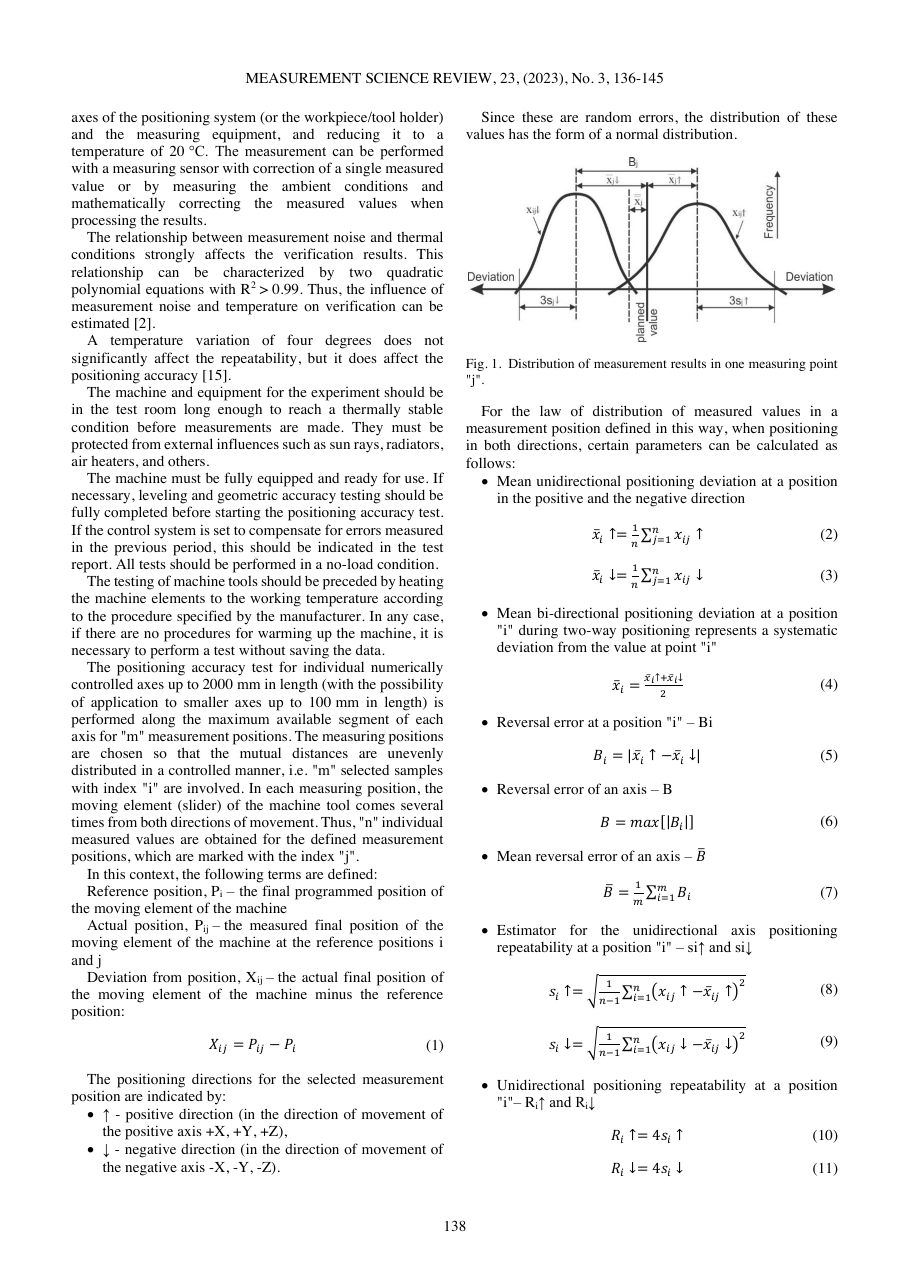 MEASUREMENT SCIENCE REVIEW, 23, (2023), No. 3, 136-145
axes of the positioning system (or the workpiece/tool holder)
and the measuring equipment, and reducing it to a
temperature of 20 °C. The measurement can be performed
with a measuring sensor with correction of a single measured
value or by measuring the ambient conditions and
mathematically correcting the measured values when
processing the results.
The relationship between measurement noise and thermal
conditions strongly affects the verification results. This
relationship can be characterized by two quadratic
polynomial equations with R² > 0.99. Thus, the influence of
measurement noise and temperature on verification can be
estimated [2].
A temperature variation of four degrees does not
significantly affect the repeatability, but it does affect the
positioning accuracy [15].
The machine and equipment for the experiment should be
in the test room long enough to reach a thermally stable
condition before measurements are made. They must be
protected from external influences such as sun rays, radiators,
air heaters, and others.
The machine must be fully equipped and ready for use. If
necessary, leveling and geometric accuracy testing should be
fully completed before starting the positioning accuracy test.
If the control system is set to compensate for errors measured
in the previous period, this should be indicated in the test
report. All tests should be performed in a no-load condition.
The testing of machine tools should be preceded by heating
the machine elements to the working temperature according
to the procedure specified by the manufacturer. In any case,
if there are no procedures for warming up the machine, it is
necessary to perform a test without saving the data.
The positioning accuracy test for individual numerically
controlled axes up to 2000 mm in length (with the possibility
of application to smaller axes up to 100 mm in length) is
performed along the maximum available segment of each
axis for "m" measurement positions. The measuring positions
are chosen so that the mutual distances are unevenly
distributed in a controlled manner, i.e. "m" selected samples
with index "i" are involved. In each measuring position, the
moving element (slider) of the machine tool comes several
times from both directions of movement. Thus, "n" individual
measured values are obtained for the defined measurement
positions, which are marked with the index "j".
In this context, the following terms are defined:
Reference position, Pᵢ – the final programmed position of
the moving element of the machine
Actual position, Pᵢⱼ – the measured final position of the
moving element of the machine at the reference positions i
and j
Deviation from position, Xᵢⱼ – the actual final position of
the moving element of the machine minus the reference
position:
Xᵢⱼ = Pᵢⱼ − Pᵢ (1)
The positioning directions for the selected measurement
position are indicated by:
• ↑ - positive direction (in the direction of movement of
the positive axis +X, +Y, +Z),
• ↓ - negative direction (in the direction of movement of
the negative axis -X, -Y, -Z).
Since these are random errors, the distribution of these
values has the form of a normal distribution.
Bⱼ
x̄ⱼ↓ x̄ⱼ↑
x̿ⱼ
xᵢⱼ↓ xᵢⱼ↑
Frequency
Deviation Deviation
3sⱼ↓ 3sⱼ↑
planned
value
Fig. 1. Distribution of measurement results in one measuring point
"j".
For the law of distribution of measured values in a
measurement position defined in this way, when positioning
in both directions, certain parameters can be calculated as
follows:
• Mean unidirectional positioning deviation at a position
in the positive and the negative direction
x̄ᵢ ↑= 1/n ∑ⁿⱼ₌₁ xᵢⱼ ↑ (2)
x̄ᵢ ↓= 1/n ∑ⁿⱼ₌₁ xᵢⱼ ↓ (3)
• Mean bi-directional positioning deviation at a position
"i" during two-way positioning represents a systematic
deviation from the value at point "i"
x̄ᵢ = (x̄ᵢ↑+x̄ᵢ↓)/2 (4)
• Reversal error at a position "i" – Bi
Bᵢ = |x̄ᵢ ↑ −x̄ᵢ ↓| (5)
• Reversal error of an axis – B
B = max[|Bᵢ|] (6)
• Mean reversal error of an axis – B̄
B̄ = 1/m ∑ᵐᵢ₌₁ Bᵢ (7)
• Estimator for the unidirectional axis positioning
repeatability at a position "i" – si↑ and si↓
sᵢ ↑= √(1/(n−1) ∑ⁿᵢ₌₁(xᵢⱼ ↑ −x̄ᵢⱼ ↑)²) (8)
sᵢ ↓= √(1/(n−1) ∑ⁿᵢ₌₁(xᵢⱼ ↓ −x̄ᵢⱼ ↓)²) (9)
• Unidirectional positioning repeatability at a position
"i"– Rᵢ↑ and Rᵢ↓
Rᵢ ↑= 4sᵢ ↑ (10)
Rᵢ ↓= 4sᵢ ↓ (11)
138